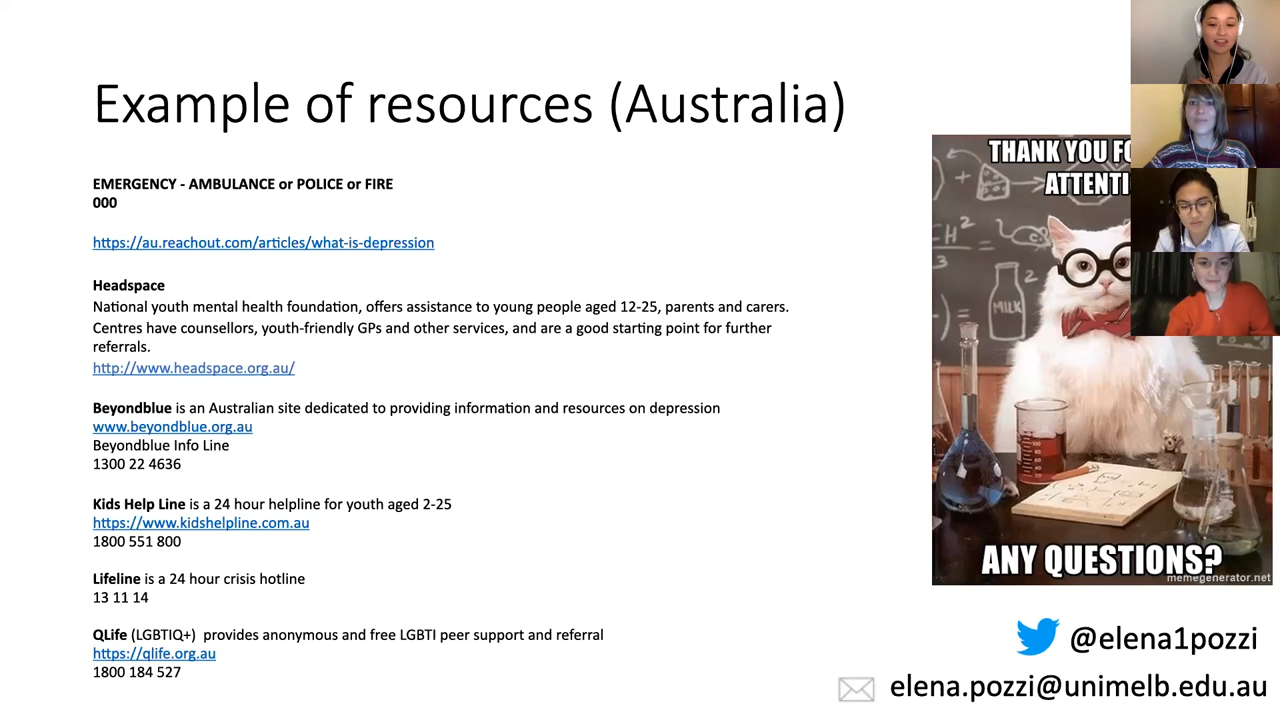 Example of resources (Australia)
EMERGENCY - AMBULANCE or POLICE or FIRE
000
https://au.reachout.com/articles/what-is-depression
Headspace
National youth mental health foundation, offers assistance to young people aged 12-25, parents and carers.
Centres have counsellors, youth-friendly GPs and other services, and are a good starting point for further
referrals.
http://www.headspace.org.au/
Beyondblue is an Australian site dedicated to providing information and resources on depression
www.beyondblue.org.au
Beyondblue Info Line
1300 22 4636
Kids Help Line is a 24 hour helpline for youth aged 2-25
https://www.kidshelpline.com.au
1800 551 800
Lifeline is a 24 hour crisis hotline
13 11 14
QLife (LGBTIQ+) provides anonymous and free LGBTI peer support and referral
https://qlife.org.au
1800 184 527
THANK YOU
MILK
ANY QUESTIONS?
memegenerator.net
@elena1pozzi
elena.pozzi@unimelb.edu.au